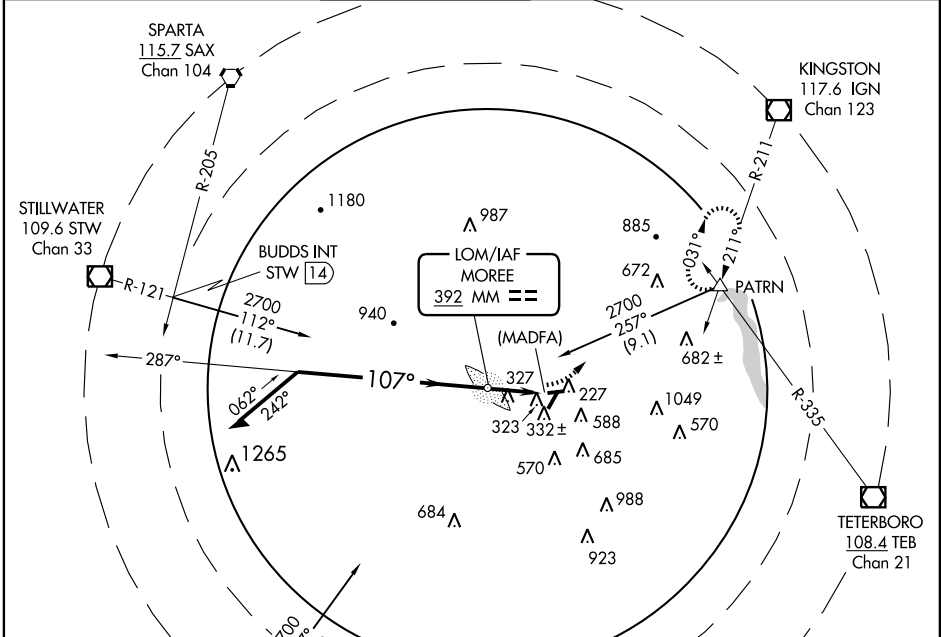 SPARTA
115.7 SAX
Chan 104
KINGSTON
117.6 IGN
Chan 123
R-205
R-211
STILLWATER
109.6 STW
Chan 33
1180
987
885
BUDDS INT
STW 14
LOM/IAF
MOREE
392 MM
031°
211°
672
PATRN
R-121
2700
112°
(11.7)
940
2700
257°
(9.1)
(MADFA)
682 ±
287°
107°
327
227
062°
242°
323
332 ±
588
1049
570
R-335
1265
570
685
684
988
923
TETERBORO
108.4 TEB
Chan 21